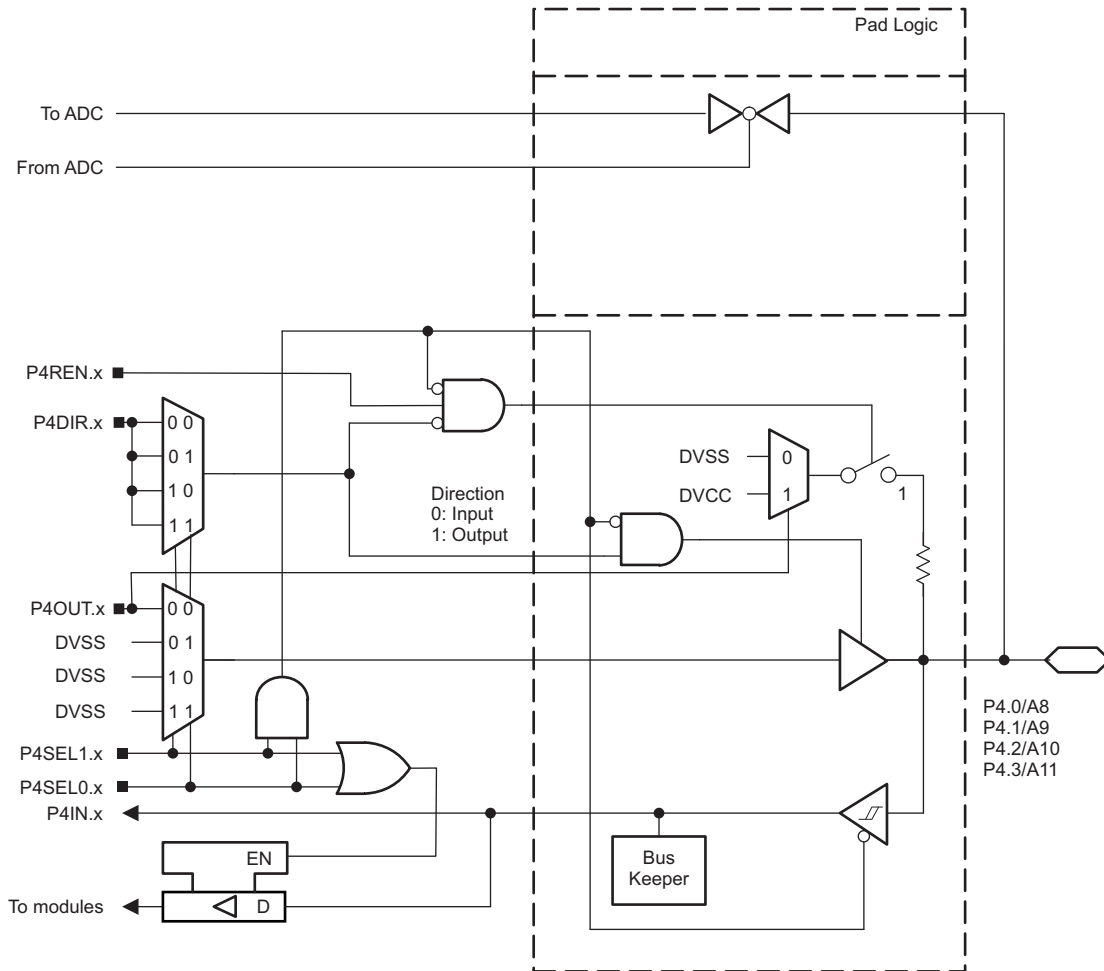 Pad Logic
To ADC
From ADC
P4REN.x
P4DIR.x
0 0
0 1
1 0
1 1
Direction
0: Input
1: Output
DVSS
0
DVCC
1
1
P4OUT.x
0 0
DVSS
0 1
DVSS
1 0
DVSS
1 1
P4.0/A8
P4.1/A9
P4.2/A10
P4.3/A11
P4SEL1.x
P4SEL0.x
P4IN.x
EN
Bus
Keeper
To modules
D